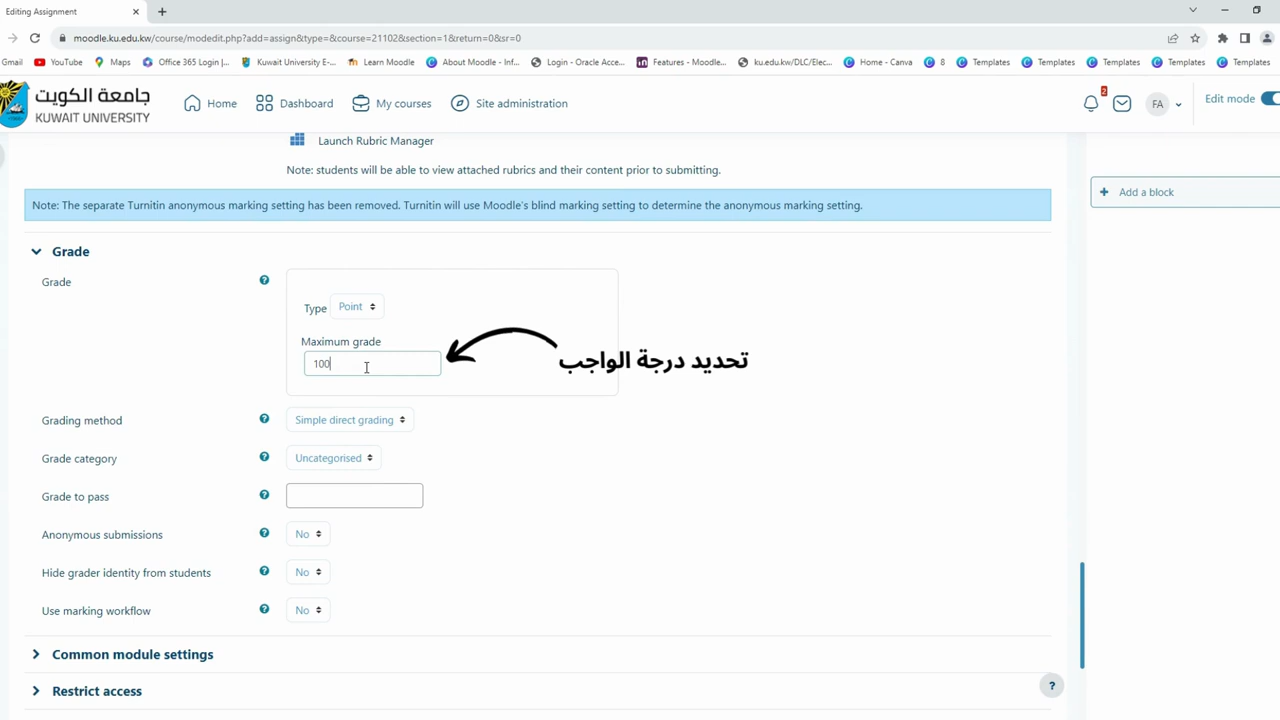 Editing Assignment
moodle.ku.edu.kw/course/modedit.php?add=assign&type=&course=21102&section=1&return=0&sr=0
Gmail YouTube Maps Office 365 Login |... Kuwait University E-... Learn Moodle About Moodle - Inf... Login - Oracle Acce... Features - Moodle... ku.edu.kw/DLC/Elec... Home - Canva 8 Templates Templates Templates Templates Templates
جامعة الكويت
KUWAIT UNIVERSITY
Home Dashboard My courses Site administration 2 FA Edit mode
Launch Rubric Manager
Note: students will be able to view attached rubrics and their content prior to submitting.
Add a block
Note: The separate Turnitin anonymous marking setting has been removed. Turnitin will use Moodle's blind marking setting to determine the anonymous marking setting.
Grade
Grade ?
Type Point
Maximum grade
100
تحديد درجة الواجب
Grading method ? Simple direct grading
Grade category ? Uncategorised
Grade to pass ?
Anonymous submissions ? No
Hide grader identity from students ? No
Use marking workflow ? No
Common module settings
Restrict access
?